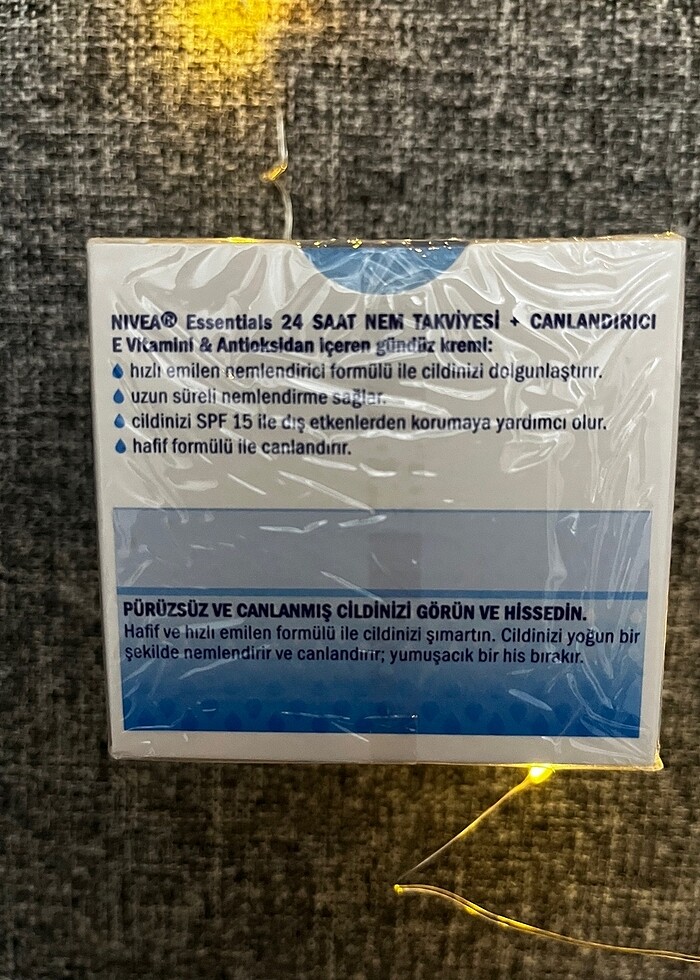 NIVEA® Essentials 24 SAAT NEM TAKVİYESİ + CANLANDIRICI
E Vitamini & Antioksidan içeren gündüz kremi:
hızlı emilen nemlendirici formülü ile cildinizi dolgunlaştırır.
uzun süreli nemlendirme sağlar.
cildinizi SPF 15 ile dış etkenlerden korumaya yardımcı olur.
hafif formülü ile canlandırır.
PÜRÜZSÜZ VE CANLANMIŞ CİLDİNİZİ GÖRÜN VE HİSSEDİN.
Hafif ve hızlı emilen formülü ile cildinizi şımartın. Cildinizi yoğun bir
şekilde nemlendirir ve canlandırır; yumuşacık bir his bırakır.